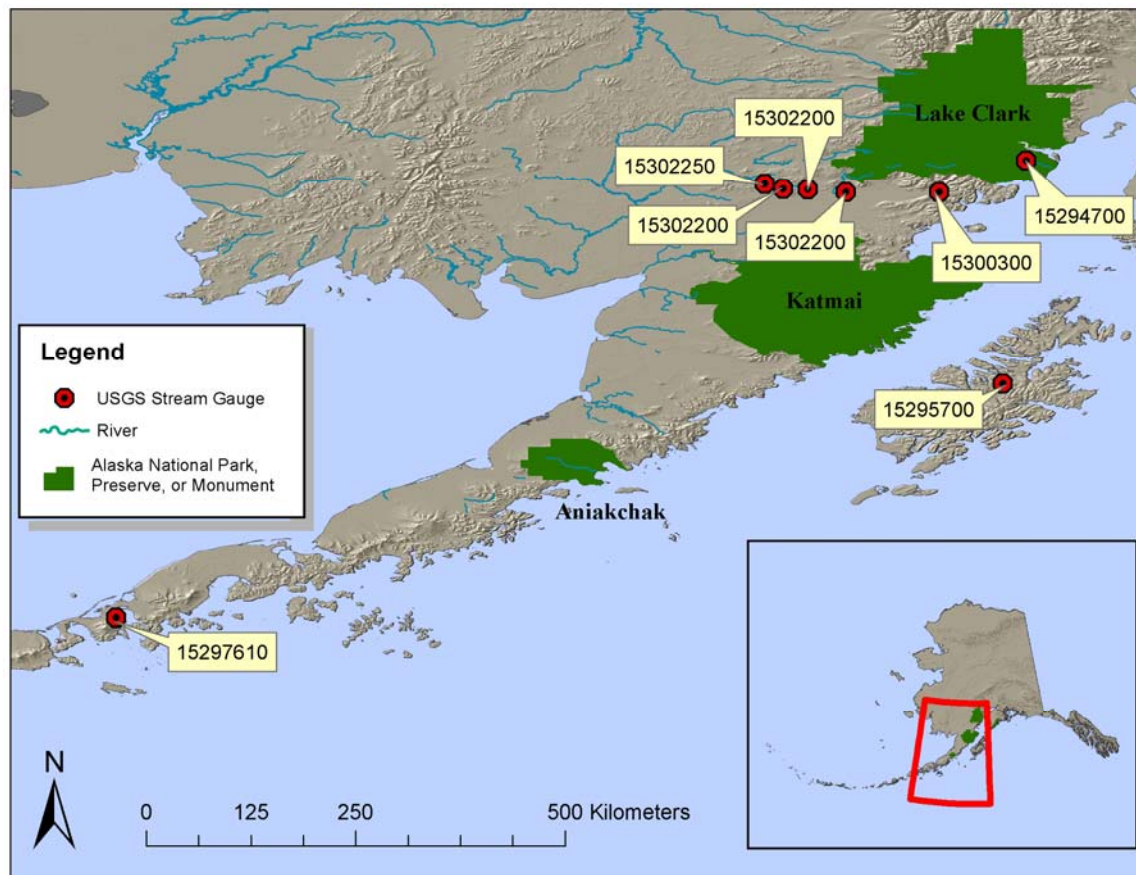 Lake Clark
15302200
15302250
15302200
15302200
15294700
15300300
Katmai
15295700
Legend
USGS Stream Gauge
River
Alaska National Park,
Preserve, or Monument
Aniakchak
15297610
N
0 125 250 500 Kilometers